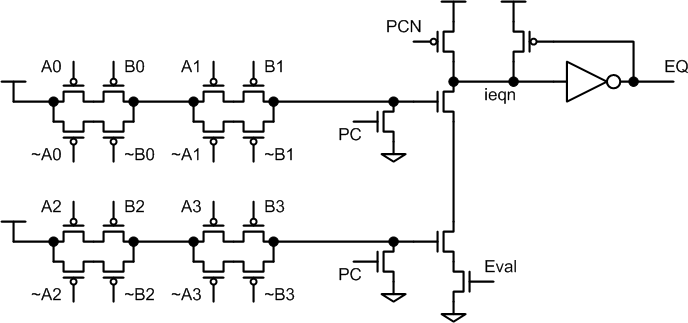 PCN
A0 B0 A1 B1 EQ
ieqn
PC
~A0 ~B0 ~A1 ~B1
A2 B2 A3 B3
PC Eval
~A2 ~B2 ~A3 ~B3